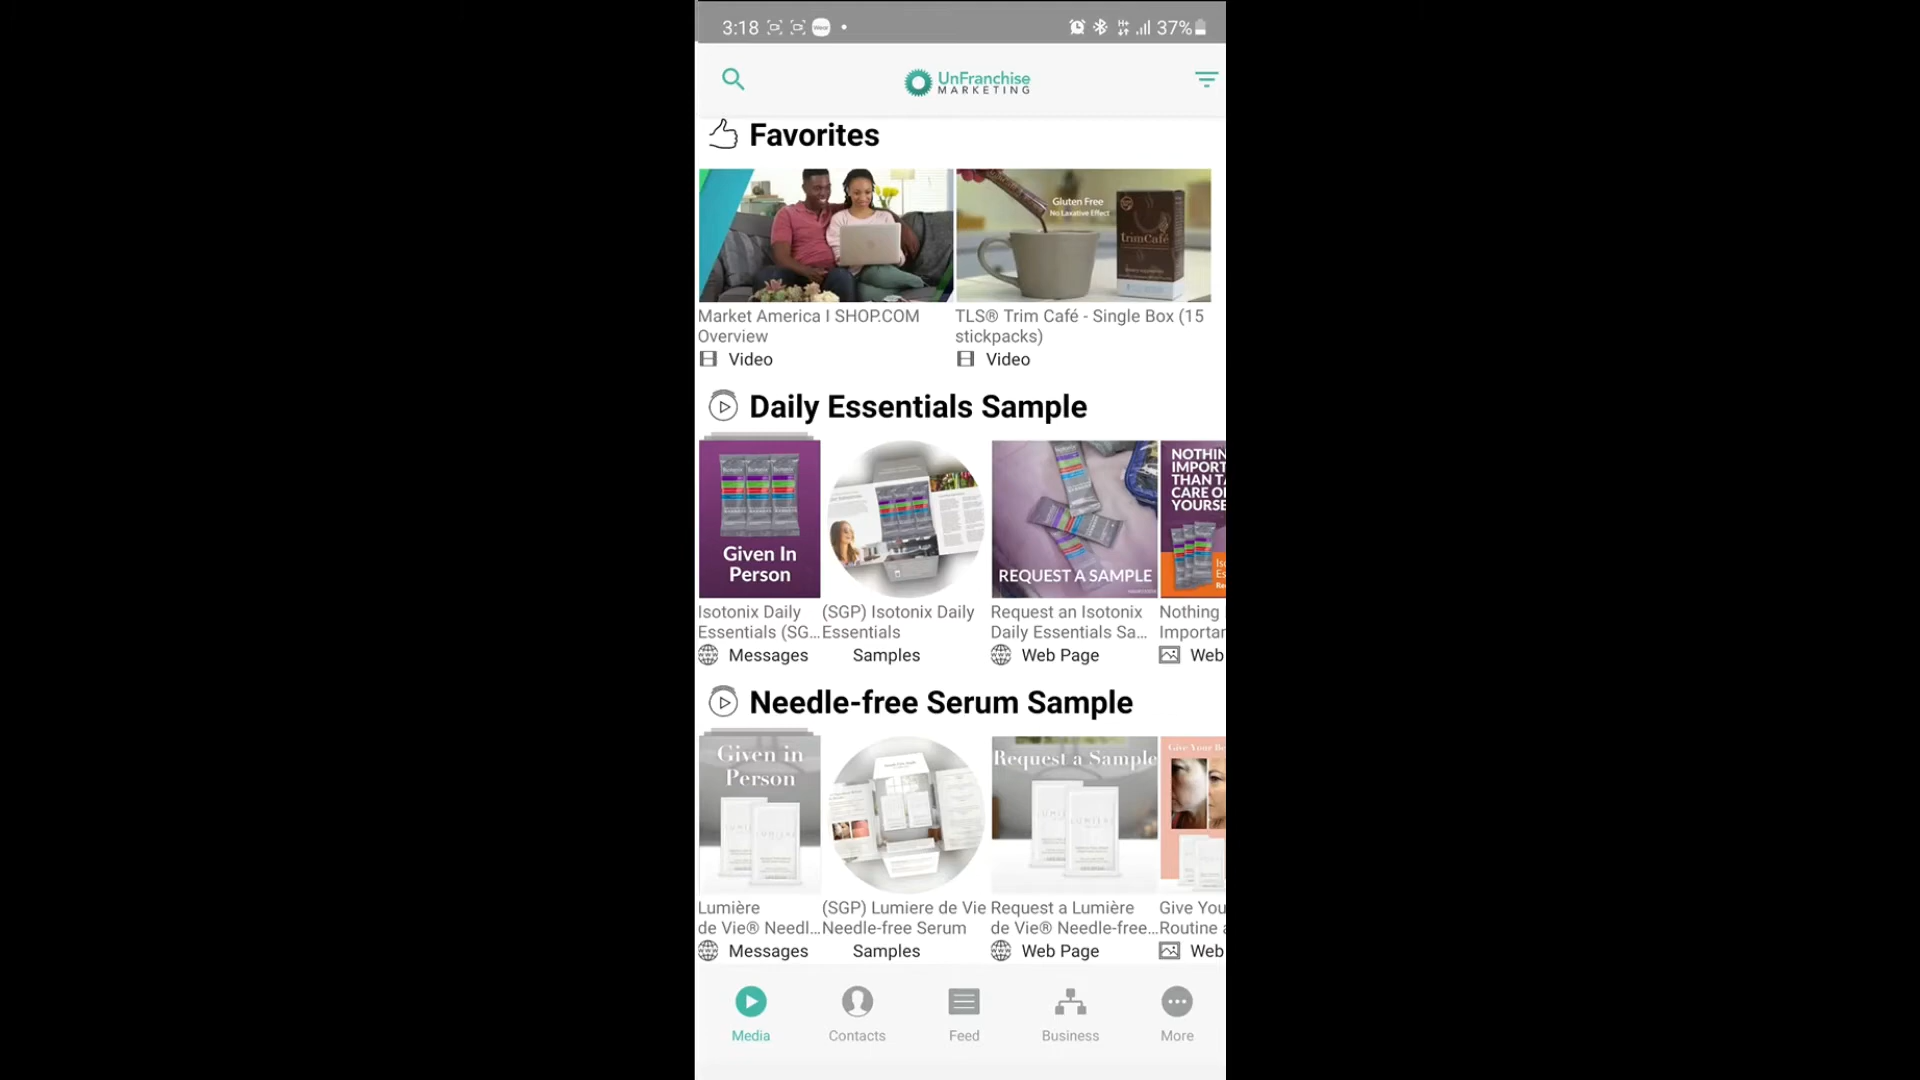 3:18
37%
UnFranchise
MARKETING
Favorites
Gluten Free
No Laxative Effect
trimCafé
Market America I SHOP.COM
Overview
Video
TLS® Trim Café - Single Box (15
stickpacks)
Video
Daily Essentials Sample
Given In
Person
REQUEST A SAMPLE
NOTHIN
IMPORT
THAN TA
CARE O
YOURSE
Isotonix Daily
Essentials (SG...
Messages
(SGP) Isotonix Daily
Essentials
Samples
Request an Isotonix
Daily Essentials Sa...
Web Page
Nothing
Importan
Web
Needle-free Serum Sample
Given in
Person
Request a Sample
Give Your Be
Lumière
de Vie® Needl...
Messages
(SGP) Lumiere de Vie
Needle-free Serum
Samples
Request a Lumière
de Vie® Needle-free...
Web Page
Give You
Routine
Web
Media
Contacts
Feed
Business
More